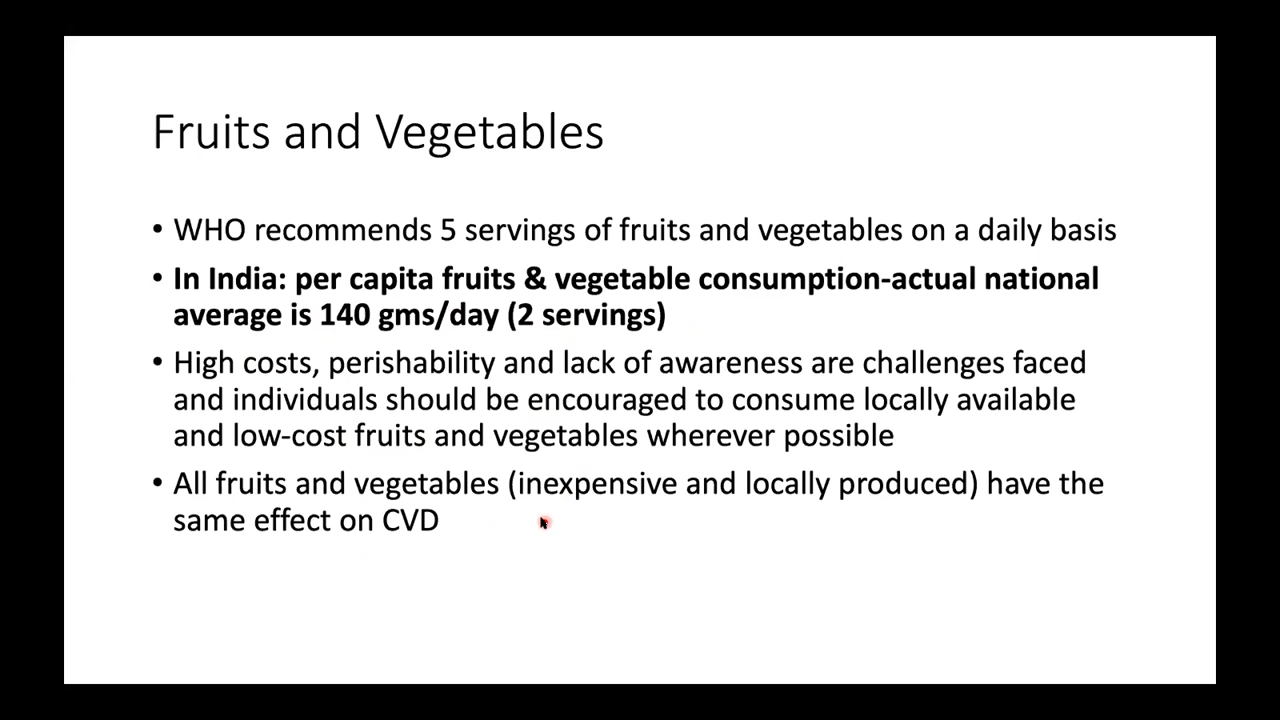 Fruits and Vegetables
• WHO recommends 5 servings of fruits and vegetables on a daily basis
• In India: per capita fruits & vegetable consumption-actual national
average is 140 gms/day (2 servings)
• High costs, perishability and lack of awareness are challenges faced
and individuals should be encouraged to consume locally available
and low-cost fruits and vegetables wherever possible
• All fruits and vegetables (inexpensive and locally produced) have the
same effect on CVD